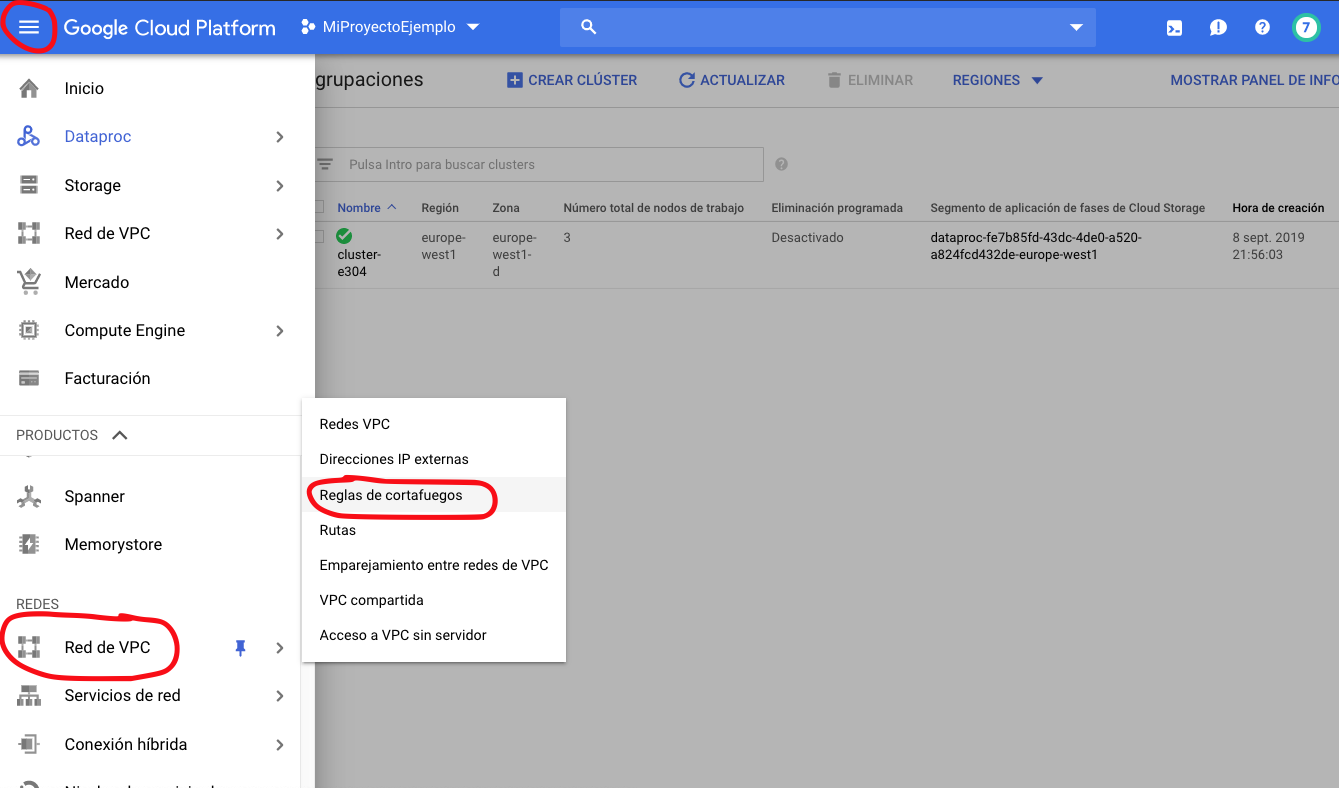 Google Cloud Platform
MiProyectoEjemplo
7
Inicio
Dataproc
Storage
Red de VPC
Mercado
Compute Engine
Facturación
PRODUCTOS
Spanner
Memorystore
REDES
Red de VPC
Servicios de red
Conexión híbrida
grupaciones
CREAR CLÚSTER
ACTUALIZAR
ELIMINAR
REGIONES
MOSTRAR PANEL DE INFO
Pulsa Intro para buscar clusters
Nombre Región Zona Número total de nodos de trabajo Eliminación programada Segmento de aplicación de fases de Cloud Storage Hora de creación
cluster-
e304
europe-
west1
europe-
west1-
d
3
Desactivado
dataproc-fe7b85fd-43dc-4de0-a520-
a824fcd432de-europe-west1
8 sept. 2019
21:56:03
Redes VPC
Direcciones IP externas
Reglas de cortafuegos
Rutas
Emparejamiento entre redes de VPC
VPC compartida
Acceso a VPC sin servidor